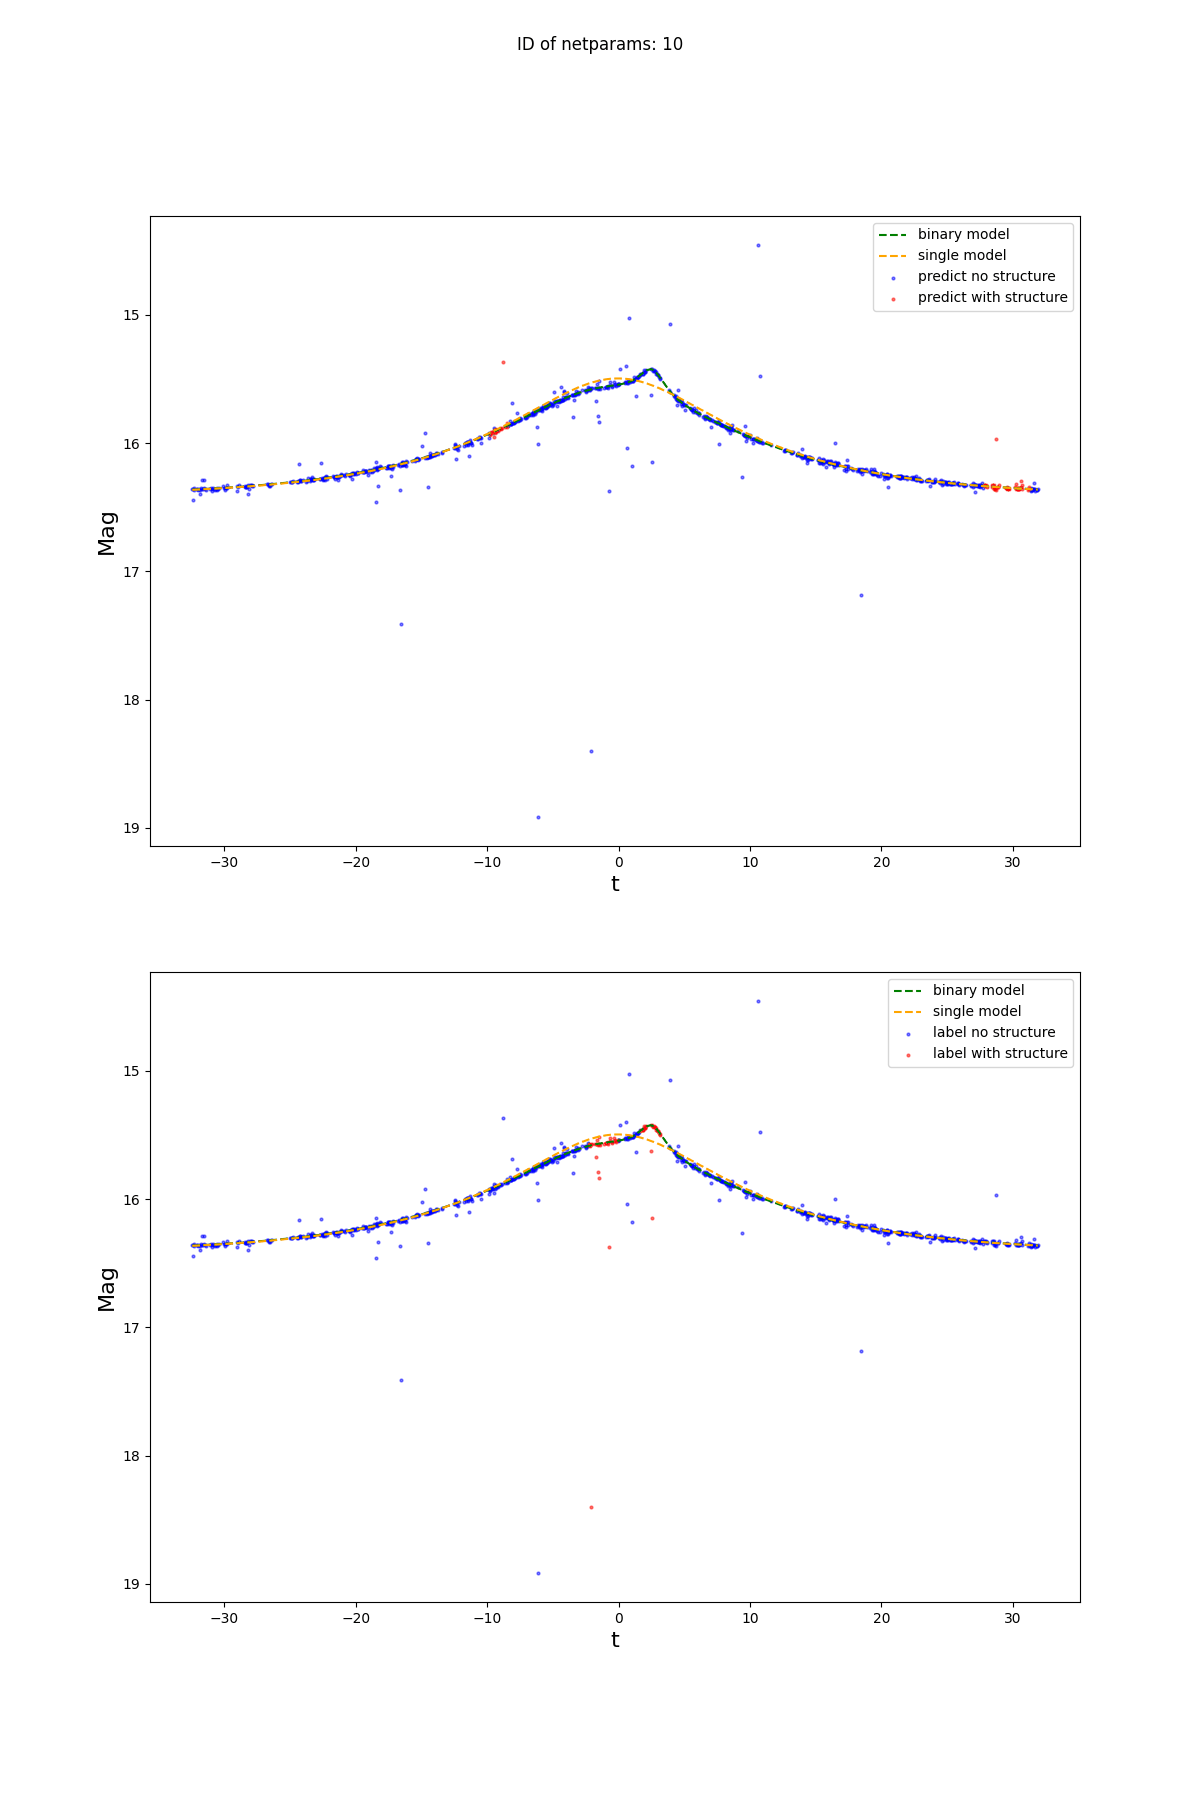 ID of netparams: 10
binary model
single model
predict no structure
predict with structure
15
16
17
18
19
Mag
−30
−20
−10
0
10
20
30
t
binary model
single model
label no structure
label with structure
15
16
17
18
19
Mag
−30
−20
−10
0
10
20
30
t